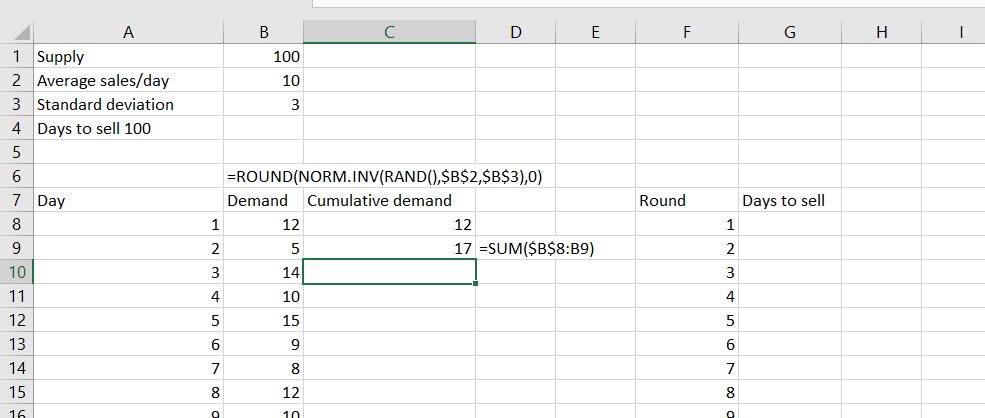 A B C D E F G H I
1 Supply 100
2 Average sales/day 10
3 Standard deviation 3
4 Days to sell 100
5
6 =ROUND(NORM.INV(RAND(),$B$2,$B$3),0)
7 Day Demand Cumulative demand Round Days to sell
8 1 12 12 1
9 2 5 17 =SUM($B$8:B9) 2
10 3 14 3
11 4 10 4
12 5 15 5
13 6 9 6
14 7 8 7
15 8 12 8
16 9 10 9